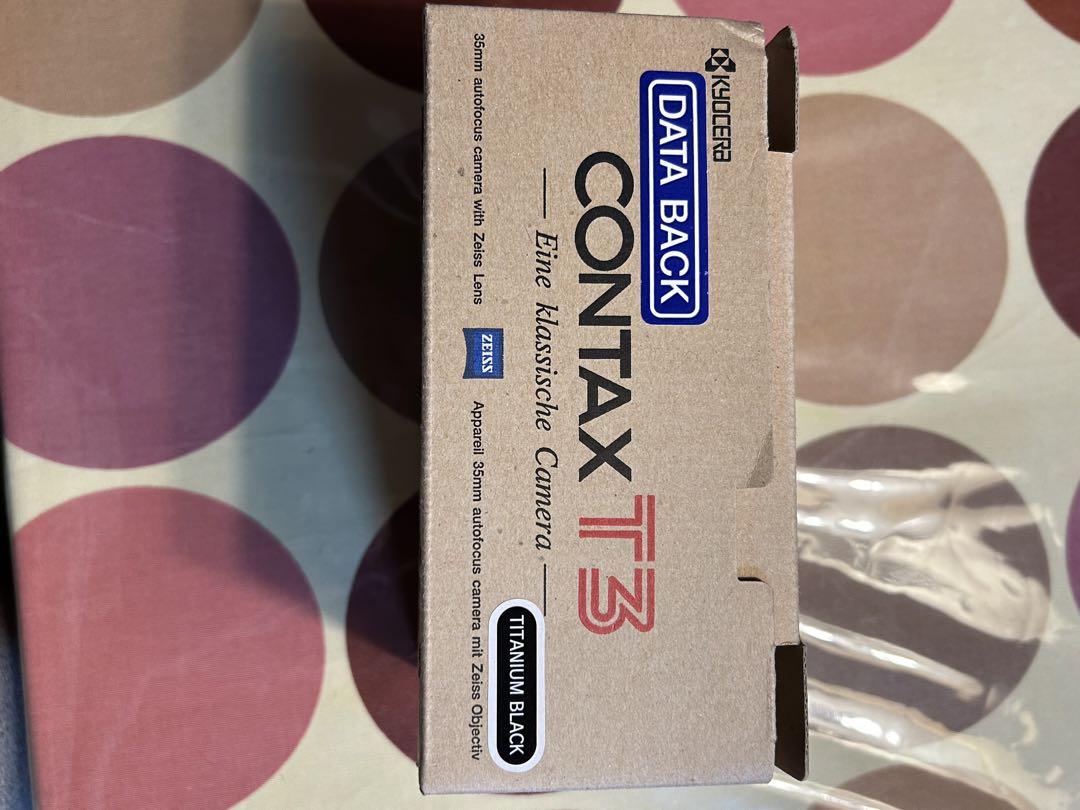 KYOCERA
DATA BACK
CONTAX T3
Eine klassische Camera
35mm autofocus camera with Zeiss Lens
ZEISS
Appareil 35mm autofocus camera mit Zeiss Objectiv
TITANIUM BLACK